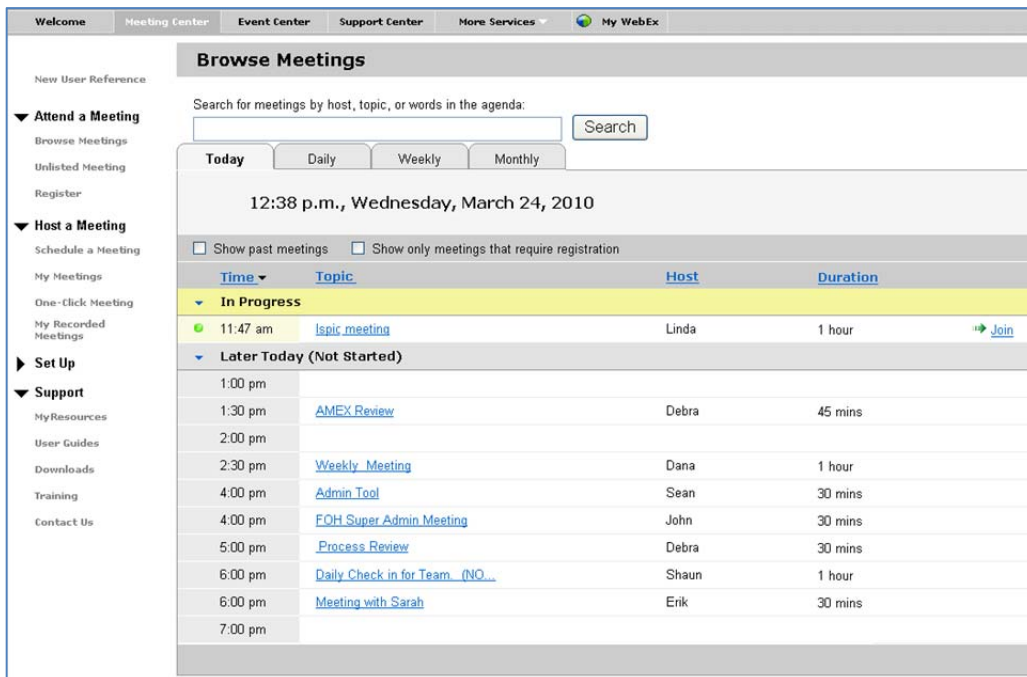 Welcome Meeting Center Event Center Support Center More Services My WebEx
New User Reference
Attend a Meeting
Browse Meetings
Unlisted Meeting
Register
Host a Meeting
Schedule a Meeting
My Meetings
One-Click Meeting
My Recorded
Meetings
Set Up
Support
MyResources
User Guides
Downloads
Training
Contact Us
Browse Meetings
Search for meetings by host, topic, or words in the agenda:
Search
Today Daily Weekly Monthly
12:38 p.m., Wednesday, March 24, 2010
Show past meetings Show only meetings that require registration
Time Topic Host Duration
In Progress
11:47 am Ispic meeting Linda 1 hour Join
Later Today (Not Started)
1:00 pm
1:30 pm AMEX Review Debra 45 mins
2:00 pm
2:30 pm Weekly Meeting Dana 1 hour
4:00 pm Admin Tool Sean 30 mins
4:00 pm FOH Super Admin Meeting John 30 mins
5:00 pm Process Review Debra 30 mins
6:00 pm Daily Check in for Team. (NO... Shaun 1 hour
6:00 pm Meeting with Sarah Erik 30 mins
7:00 pm